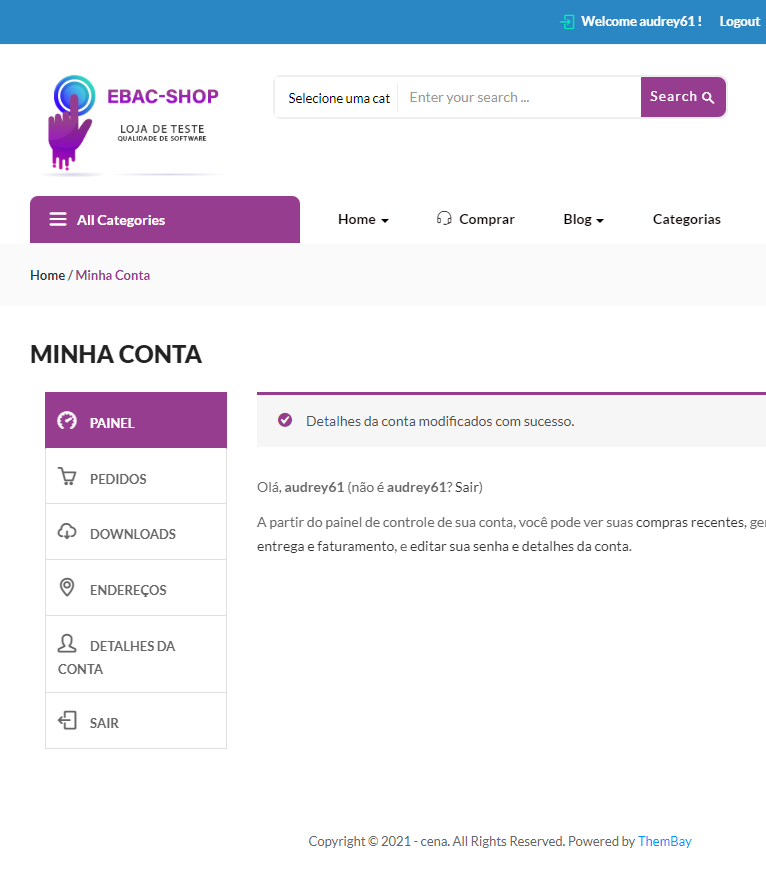 Welcome audrey61 ! Logout
EBAC-SHOP
LOJA DE TESTE
QUALIDADE DE SOFTWARE
Selecione uma cat
Enter your search ...
Search
All Categories
Home
Comprar
Blog
Categorias
Home / Minha Conta
MINHA CONTA
PAINEL
PEDIDOS
DOWNLOADS
ENDEREÇOS
DETALHES DA
CONTA
SAIR
Detalhes da conta modificados com sucesso.
Olá, audrey61 (não é audrey61? Sair)
A partir do painel de controle de sua conta, você pode ver suas compras recentes,
entrega e faturamento, e editar sua senha e detalhes da conta.
Copyright © 2021 - cena. All Rights Reserved. Powered by ThemBay